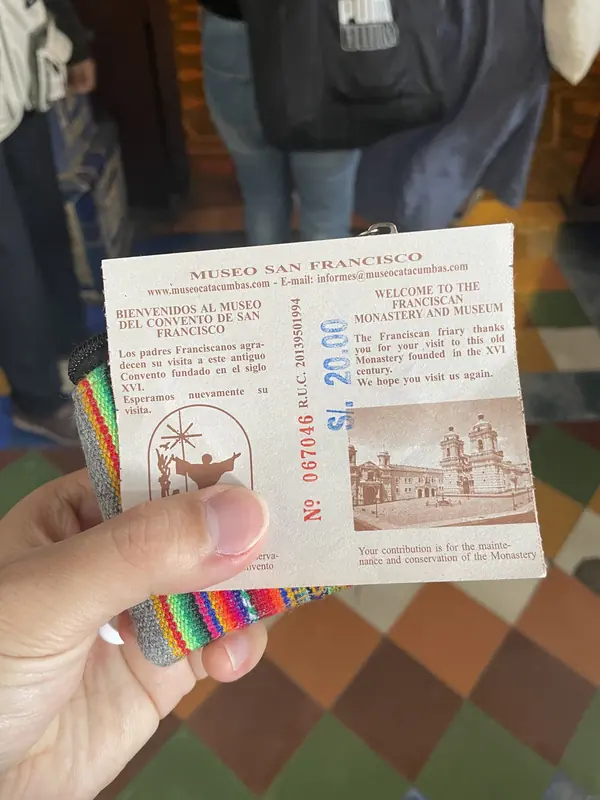 MUSEO SAN FRANCISCO
www.museocatacumbas.com - E-mail: informes@museocatacumbas.com
BIENVENIDOS AL MUSEO
DEL CONVENTO DE SAN
FRANCISCO
Los padres Franciscanos agra-
decen su visita a este antiguo
Convento fundado en el siglo
XVI.
Esperamos nuevamente su
visita.
Nº 067046 R.U.C. 20139501994
S/. 20.00
WELCOME TO THE
FRANCISCAN
MONASTERY AND MUSEUM
The Franciscan friary thanks
you for your visit to this old
Monastery founded in the XVI
century.
We hope you visit us again.
Your contribution is for the mainte-
nance and conservation of the Monastery